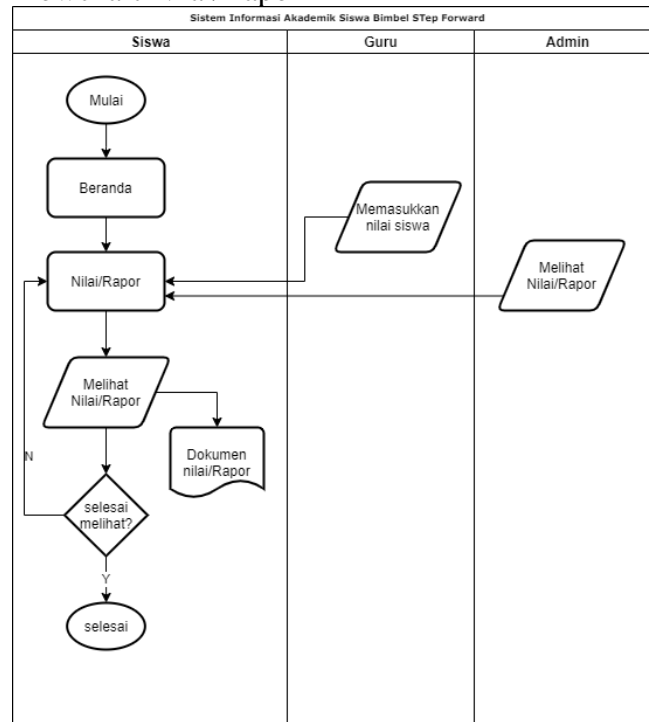 Sistem Informasi Akademik Siswa Bimbel STep Forward
Siswa
Guru
Admin
Mulai
Beranda
Memasukkan
nilai siswa
Nilai/Rapor
Melihat
Nilai/Rapor
Melihat
Nilai/Rapor
Dokumen
nilai/Rapor
N
selesai
melihat?
Y
selesai